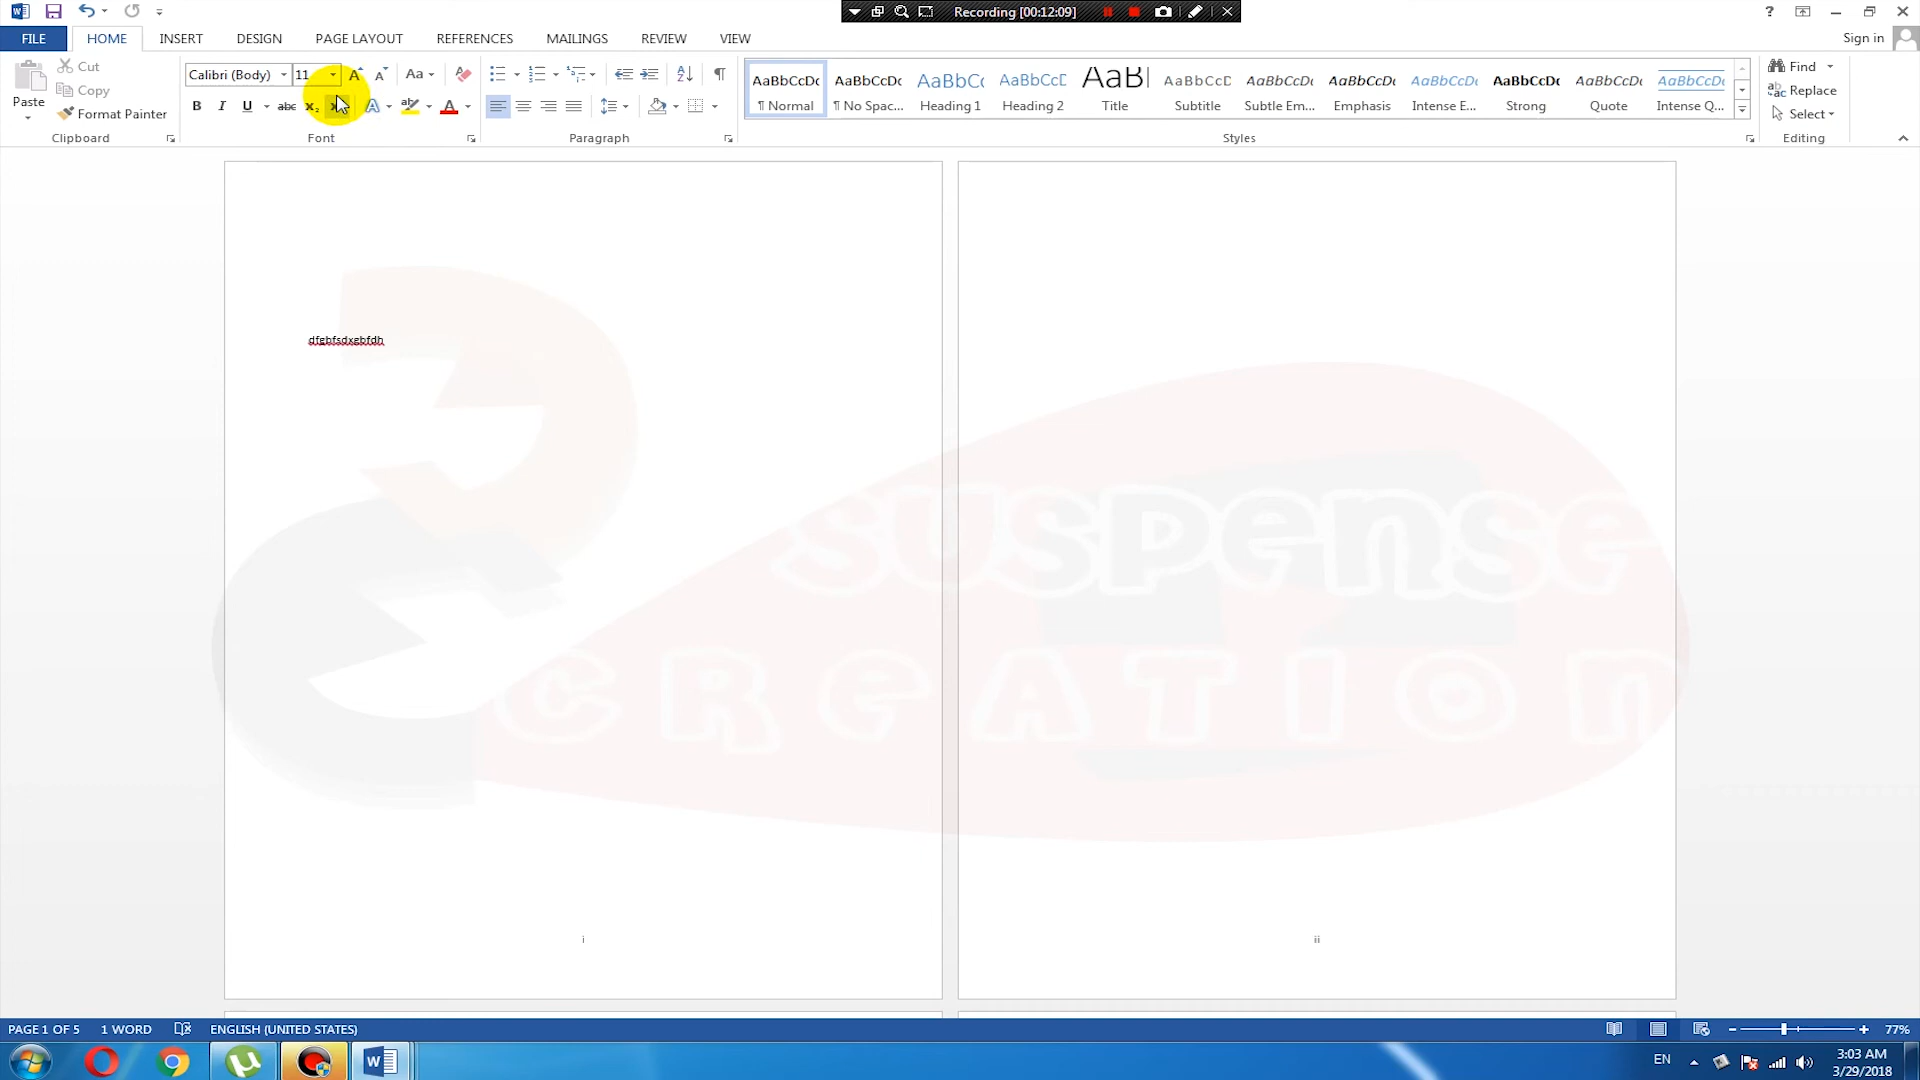 Recording [00:12:09]
FILE
HOME
INSERT
DESIGN
PAGE LAYOUT
REFERENCES
MAILINGS
REVIEW
VIEW
Sign in
Paste
Cut
Copy
Format Painter
Clipboard
Calibri (Body)
11
Aa
B I U abc x₂
Font
Paragraph
AaBbCcDc
¶ Normal
AaBbCcDc
¶ No Spac...
AaBbC
Heading 1
AaBbCcC
Heading 2
AaB
Title
AaBbCcC
Subtitle
AaBbCcDc
Subtle Em...
AaBbCcDc
Emphasis
AaBbCcDc
Intense E...
AaBbCcDc
Strong
AaBbCcDc
Quote
AaBbCcDc
Intense Q...
Styles
Find
Replace
Select
Editing
dfgbfsdxgbfdh
suspense
CReATIOn
i
ii
PAGE 1 OF 5
1 WORD
ENGLISH (UNITED STATES)
77%
EN
3:03 AM
3/29/2018